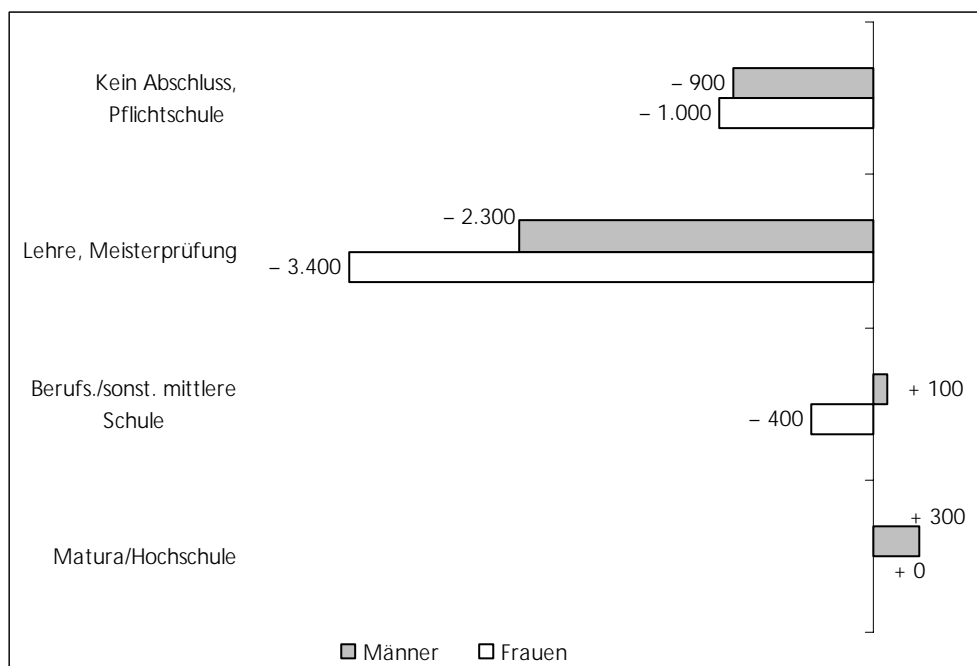 Kein Abschluss,
Pflichtschule
– 900
– 1.000
Lehre, Meisterprüfung
– 2.300
– 3.400
Berufs./sonst. mittlere
Schule
+ 100
– 400
Matura/Hochschule
+ 300
+ 0
Männer
Frauen